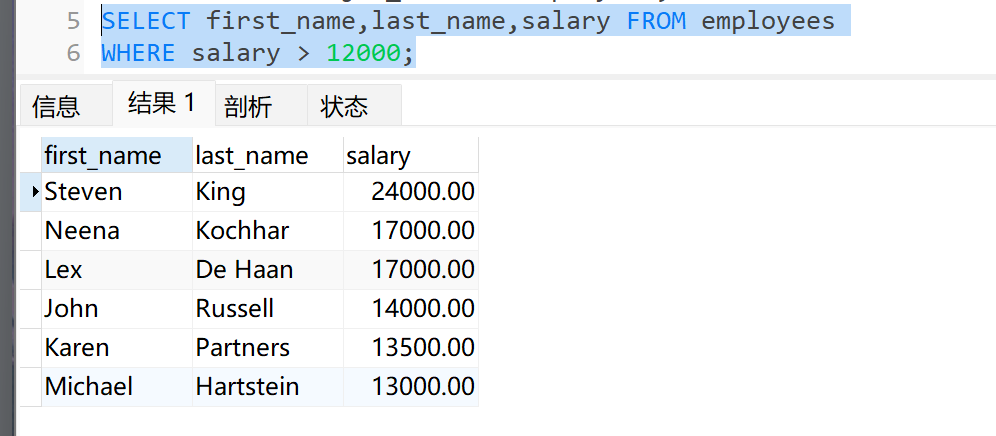 5 SELECT first_name,last_name,salary FROM employees
6 WHERE salary > 12000;
信息 结果 1 剖析 状态
first_name last_name salary
Steven King 24000.00
Neena Kochhar 17000.00
Lex De Haan 17000.00
John Russell 14000.00
Karen Partners 13500.00
Michael Hartstein 13000.00